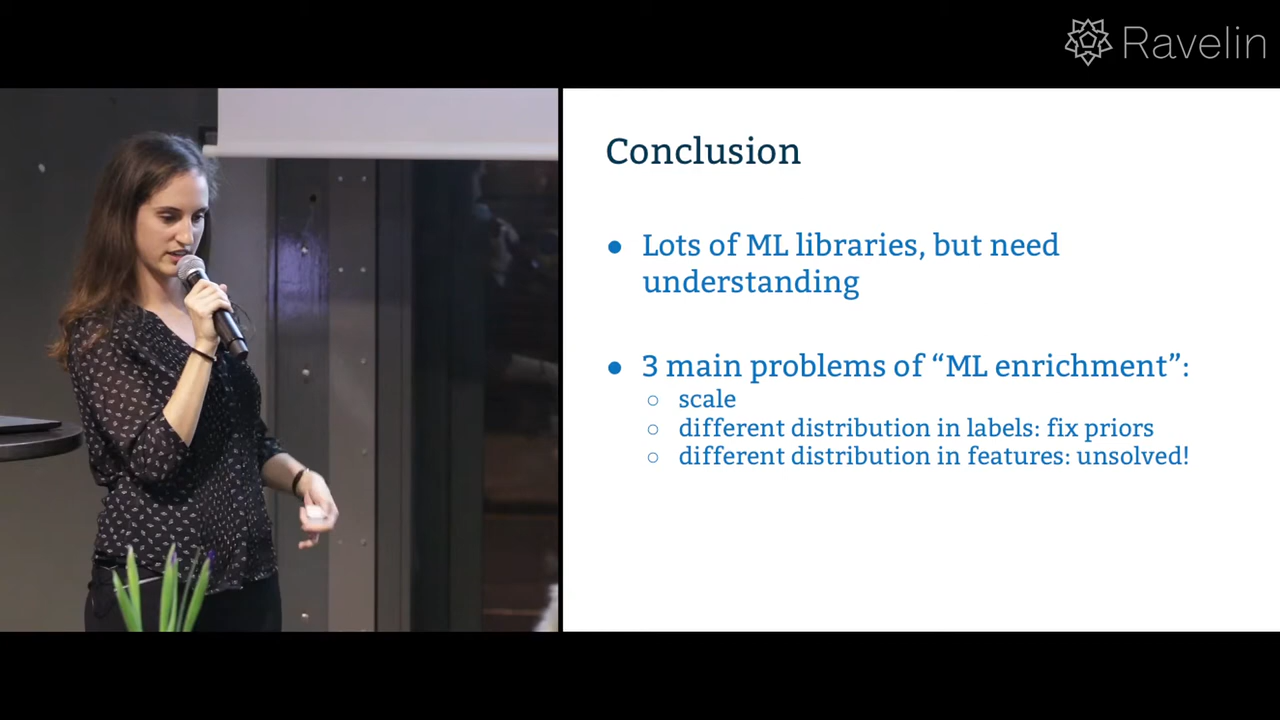 Ravelin
Conclusion
● Lots of ML libraries, but need
understanding
● 3 main problems of “ML enrichment”:
○ scale
○ different distribution in labels: fix priors
○ different distribution in features: unsolved!